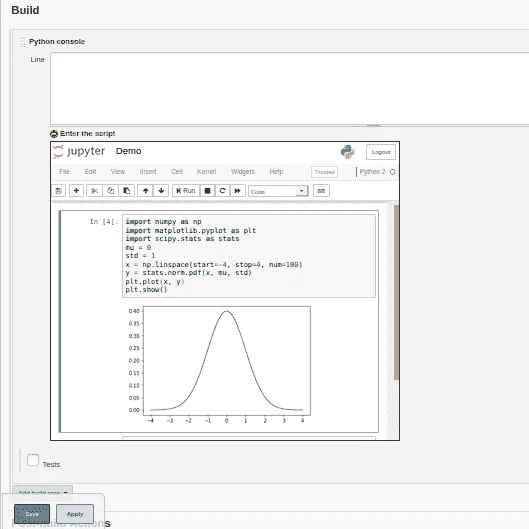 Build
Python console
Line
Enter the script
jupyter Demo
Logout
File Edit View Insert Cell Kernel Widgets Help Trusted Python 2
Run Code
In [4]: import numpy as np
import matplotlib.pyplot as plt
import scipy.stats as stats
mu = 0
std = 1
x = np.linspace(start=-4, stop=4, num=100)
y = stats.norm.pdf(x, mu, std)
plt.plot(x, y)
plt.show()
0.40
0.35
0.30
0.25
0.20
0.15
0.10
0.05
0.00
−4 −3 −2 −1 0 1 2 3 4
Tests
Add build step
Save Apply
Post-build Actions